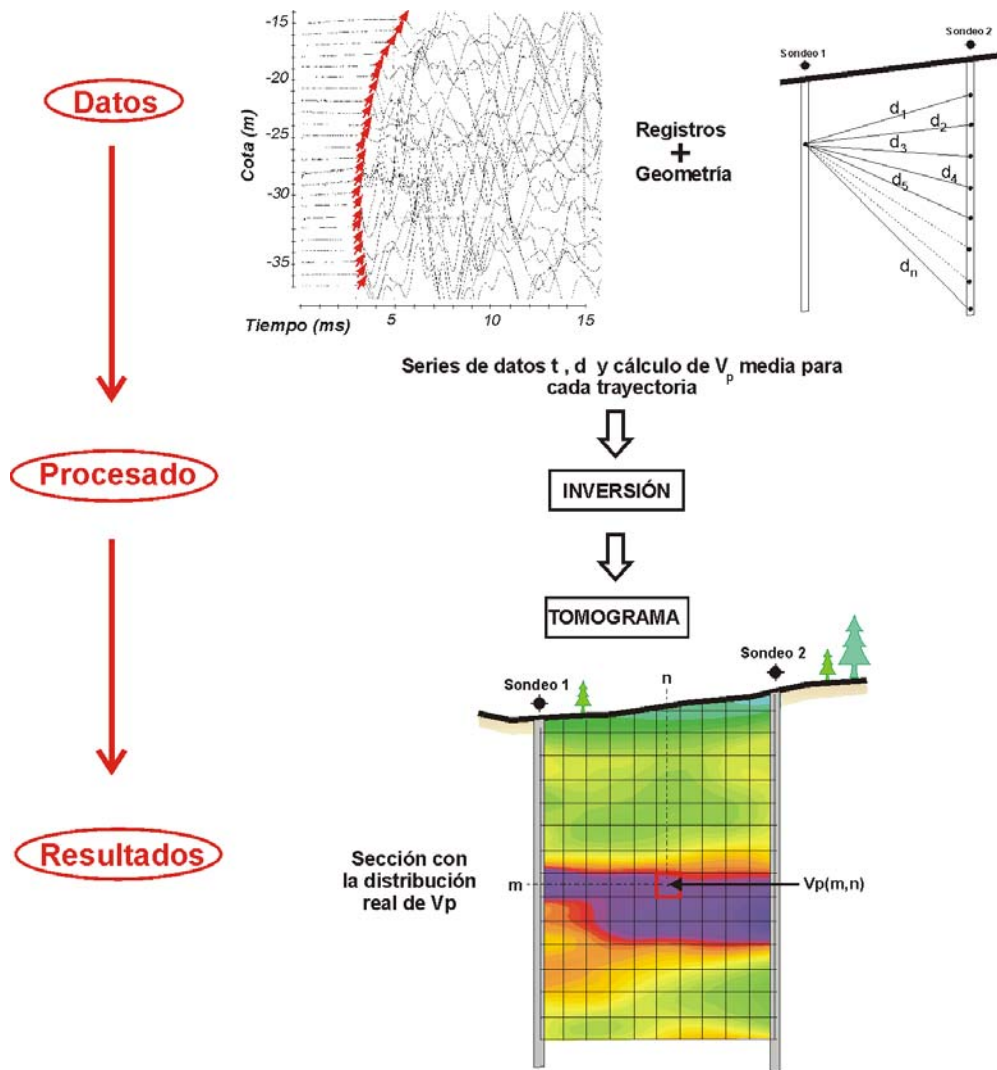 Datos
Cota (m)
-15
-20
-25
-30
-35
Tiempo (ms)
5
10
15
Registros
+
Geometría
Sondeo 1
Sondeo 2
d1
d2
d3
d4
d5
dn
Series de datos t , d y cálculo de Vp media para
cada trayectoria
Procesado
INVERSIÓN
TOMOGRAMA
Sondeo 1
n
Sondeo 2
Resultados
Sección con
la distribución
real de Vp
m
Vp(m,n)